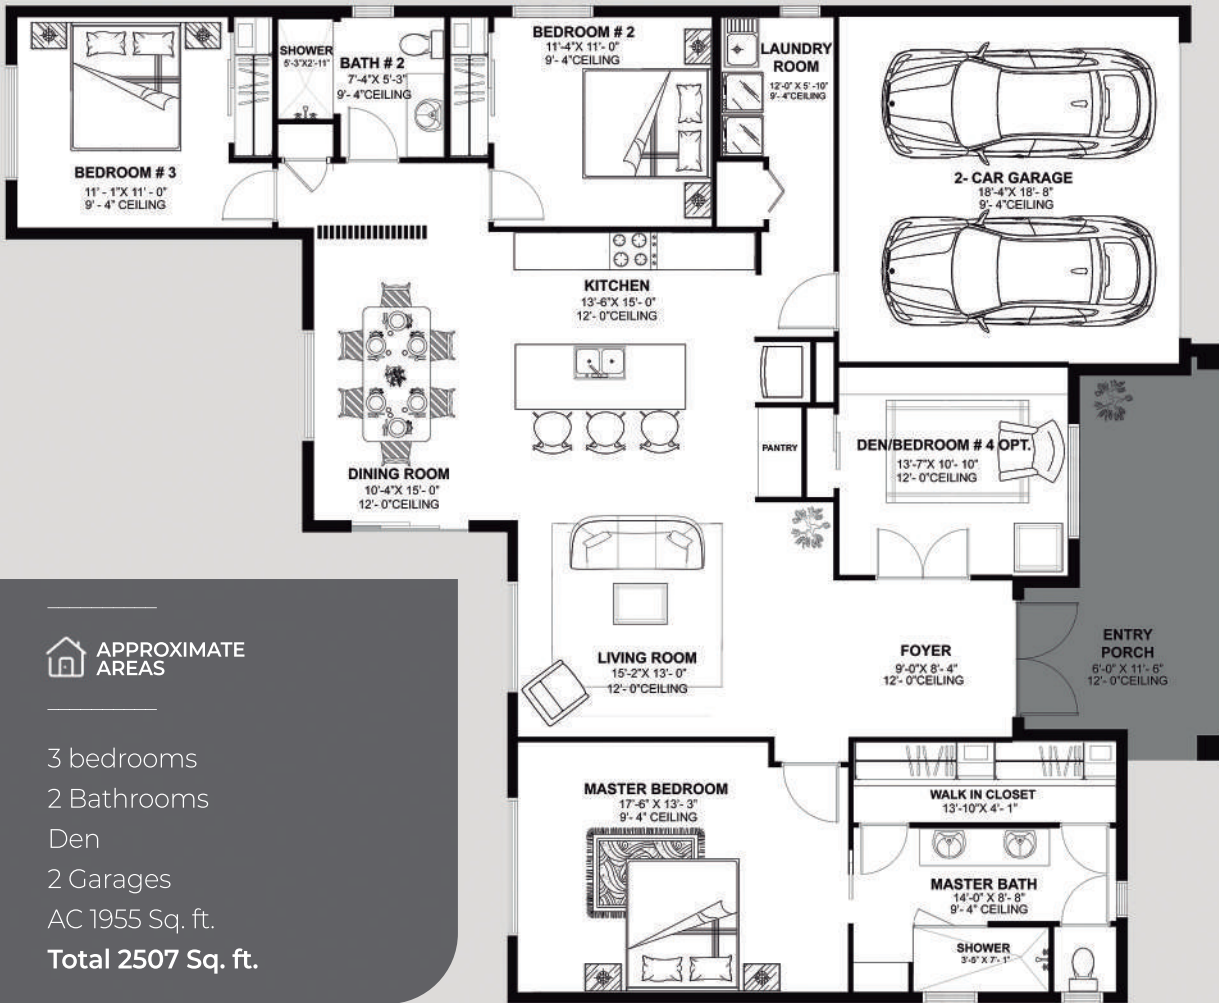 BEDROOM # 3
11' - 1"X 11' - 0"
9' - 4" CEILING
SHOWER
5'-3"X2'-11"
BATH # 2
7'-4"X 5'-3"
9'- 4"CEILING
BEDROOM # 2
11'-4"X 11'- 0"
9'- 4"CEILING
LAUNDRY
ROOM
12'-0" X 5' -10"
9'- 4"CEILING
2- CAR GARAGE
18'-4"X 18'- 8"
9'- 4"CEILING
KITCHEN
13'-6"X 15'- 0"
12'- 0"CEILING
DINING ROOM
10'-4"X 15'- 0"
12'- 0"CEILING
PANTRY
DEN/BEDROOM # 4 OPT.
13'-7"X 10'- 10"
12'- 0"CEILING
LIVING ROOM
15'-2"X 13'- 0"
12'- 0"CEILING
FOYER
9'-0"X 8'- 4"
12'- 0"CEILING
ENTRY
PORCH
6'-0" X 11'- 6"
12'- 0"CEILING
MASTER BEDROOM
17'-6" X 13'- 3"
9'- 4" CEILING
WALK IN CLOSET
13'-10"X 4'- 1"
MASTER BATH
14'-0" X 8'- 8"
9'- 4" CEILING
SHOWER
3'-5" X 7'- 1"
APPROXIMATE
AREAS
3 bedrooms
2 Bathrooms
Den
2 Garages
AC 1955 Sq. ft.
Total 2507 Sq. ft.